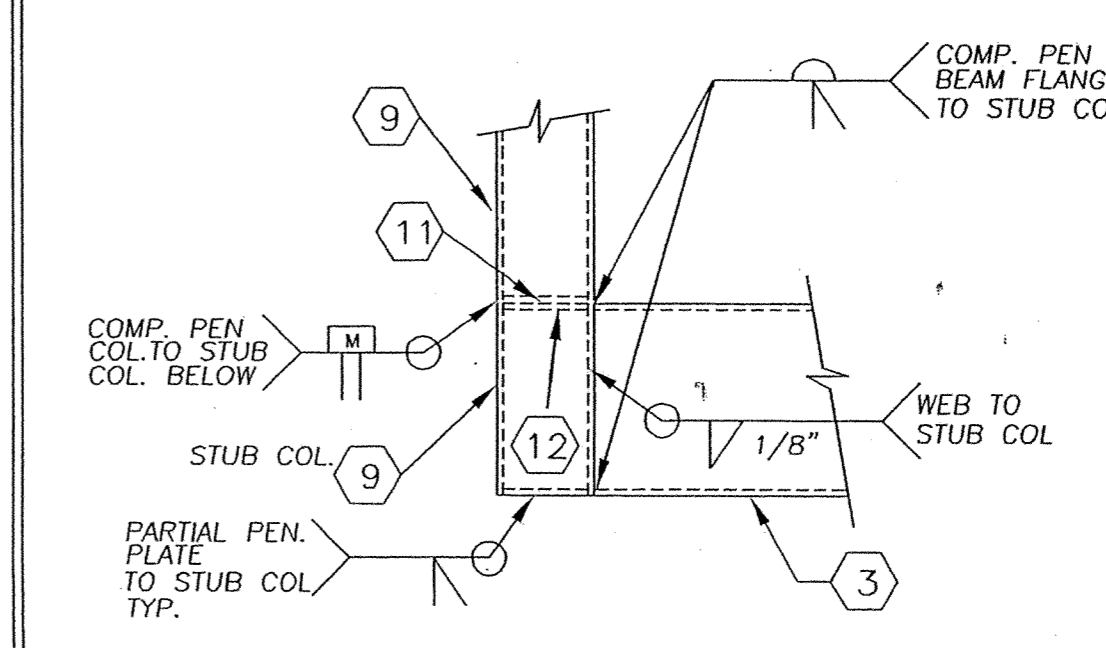 COMP. PEN
BEAM FLANG
TO STUB CO
9
11
COMP. PEN
COL.TO STUB
COL. BELOW
M
WEB TO
STUB COL
1/8"
12
STUB COL.
9
PARTIAL PEN.
PLATE
TO STUB COL
TYP.
3